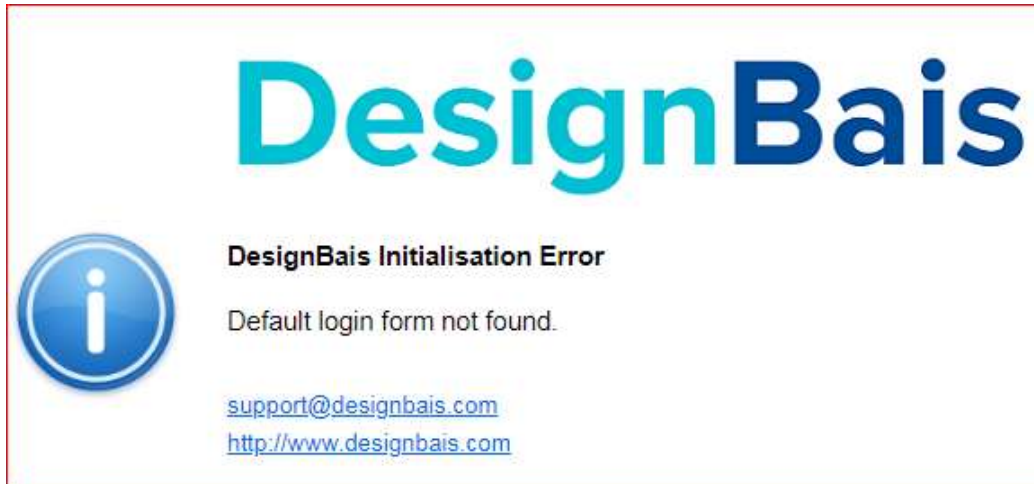 DesignBais
DesignBais Initialisation Error
Default login form not found.
support@designbais.com
http://www.designbais.com